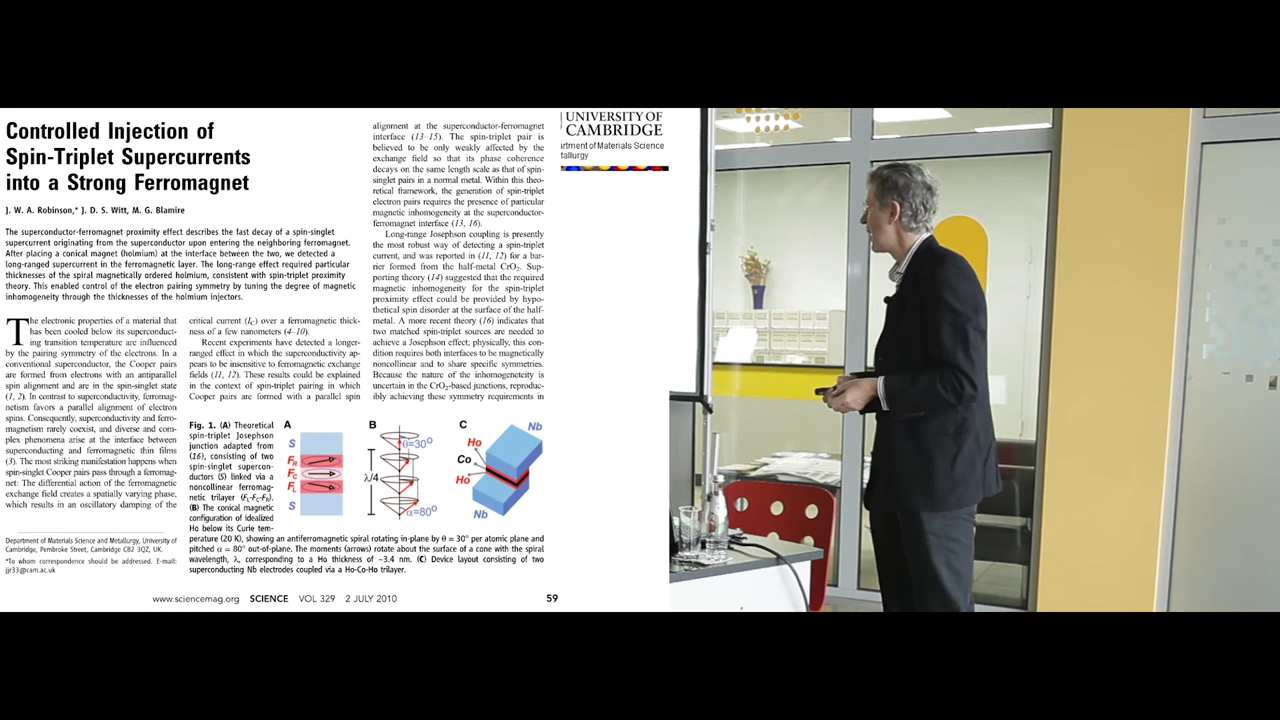 Controlled Injection of
Spin-Triplet Supercurrents
into a Strong Ferromagnet
J. W. A. Robinson,* J. D. S. Witt, M. G. Blamire
The superconductor-ferromagnet proximity effect describes the fast decay of a spin-singlet
supercurrent originating from the superconductor upon entering the neighboring ferromagnet.
After placing a conical magnet (holmium) at the interface between the two, we detected a
long-ranged supercurrent in the ferromagnetic layer. The long-range effect required particular
thicknesses of the spiral magnetically ordered holmium, consistent with spin-triplet proximity
theory. This enabled control of the electron pairing symmetry by tuning the degree of magnetic
inhomogeneity through the thicknesses of the holmium injectors.
The electronic properties of a material that
has been cooled below its superconduct-
ing transition temperature are influenced
by the pairing symmetry of the electrons. In a
conventional superconductor, the Cooper pairs
are formed from electrons with an antiparallel
spin alignment and are in the spin-singlet state
(1, 2). In contrast to superconductivity, ferromag-
netism favors a parallel alignment of electron
spins. Consequently, superconductivity and ferro-
magnetism rarely coexist, and diverse and com-
plex phenomena arise at the interface between
superconducting and ferromagnetic thin films
(3). The most striking manifestation happens when
spin-singlet Cooper pairs pass through a ferromag-
net: The differential action of the ferromagnetic
exchange field creates a spatially varying phase,
which results in an oscillatory damping of the
Department of Materials Science and Metallurgy, University of
Cambridge, Pembroke Street, Cambridge CB2 3QZ, UK.
*To whom correspondence should be addressed. E-mail:
jjr33@cam.ac.uk
critical current (IC) over a ferromagnetic thick-
ness of a few nanometers (4–10).
Recent experiments have detected a longer-
ranged effect in which the superconductivity ap-
pears to be insensitive to ferromagnetic exchange
fields (11, 12). These results could be explained
in the context of spin-triplet pairing in which
Cooper pairs are formed with a parallel spin
alignment at the superconductor-ferromagnet
interface (13–15). The spin-triplet pair is
believed to be only weakly affected by the
exchange field so that its phase coherence
decays on the same length scale as that of spin-
singlet pairs in a normal metal. Within this theo-
retical framework, the generation of spin-triplet
electron pairs requires the presence of particular
magnetic inhomogeneity at the superconductor-
ferromagnet interface (13, 16).
Long-range Josephson coupling is presently
the most robust way of detecting a spin-triplet
current, and was reported in (11, 12) for a bar-
rier formed from the half-metal CrO2. Sup-
porting theory (14) suggested that the required
magnetic inhomogeneity for the spin-triplet
proximity effect could be provided by hypo-
thetical spin disorder at the surface of the half-
metal. A more recent theory (16) indicates that
two matched spin-triplet sources are needed to
achieve a Josephson effect; physically, this con-
dition requires both interfaces to be magnetically
noncollinear and to share specific symmetries.
Because the nature of the inhomogeneity is
uncertain in the CrO2-based junctions, reproduc-
ibly achieving these symmetry requirements in
Fig. 1. (A) Theoretical
spin-triplet Josephson
junction adapted from
(16), consisting of two
spin-singlet supercon-
ductors (S) linked via a
noncollinear ferromag-
netic trilayer (FL-FC-FR).
(B) The conical magnetic
configuration of idealized
Ho below its Curie tem-
perature (20 K), showing an antiferromagnetic spiral rotating in-plane by θ = 30° per atomic plane and
pitched α = 80° out-of-plane. The moments (arrows) rotate about the surface of a cone with the spiral
wavelength, λ, corresponding to a Ho thickness of ~3.4 nm. (C) Device layout consisting of two
superconducting Nb electrodes coupled via a Ho-Co-Ho trilayer.
A
S
FR
FC
FL
S
B
θ=30°
λ/4
α=80°
C
Nb
Ho
Co
Ho
Nb
www.sciencemag.org SCIENCE VOL 329 2 JULY 2010
59
UNIVERSITY OF
CAMBRIDGE
rtment of Materials Science
tallurgy